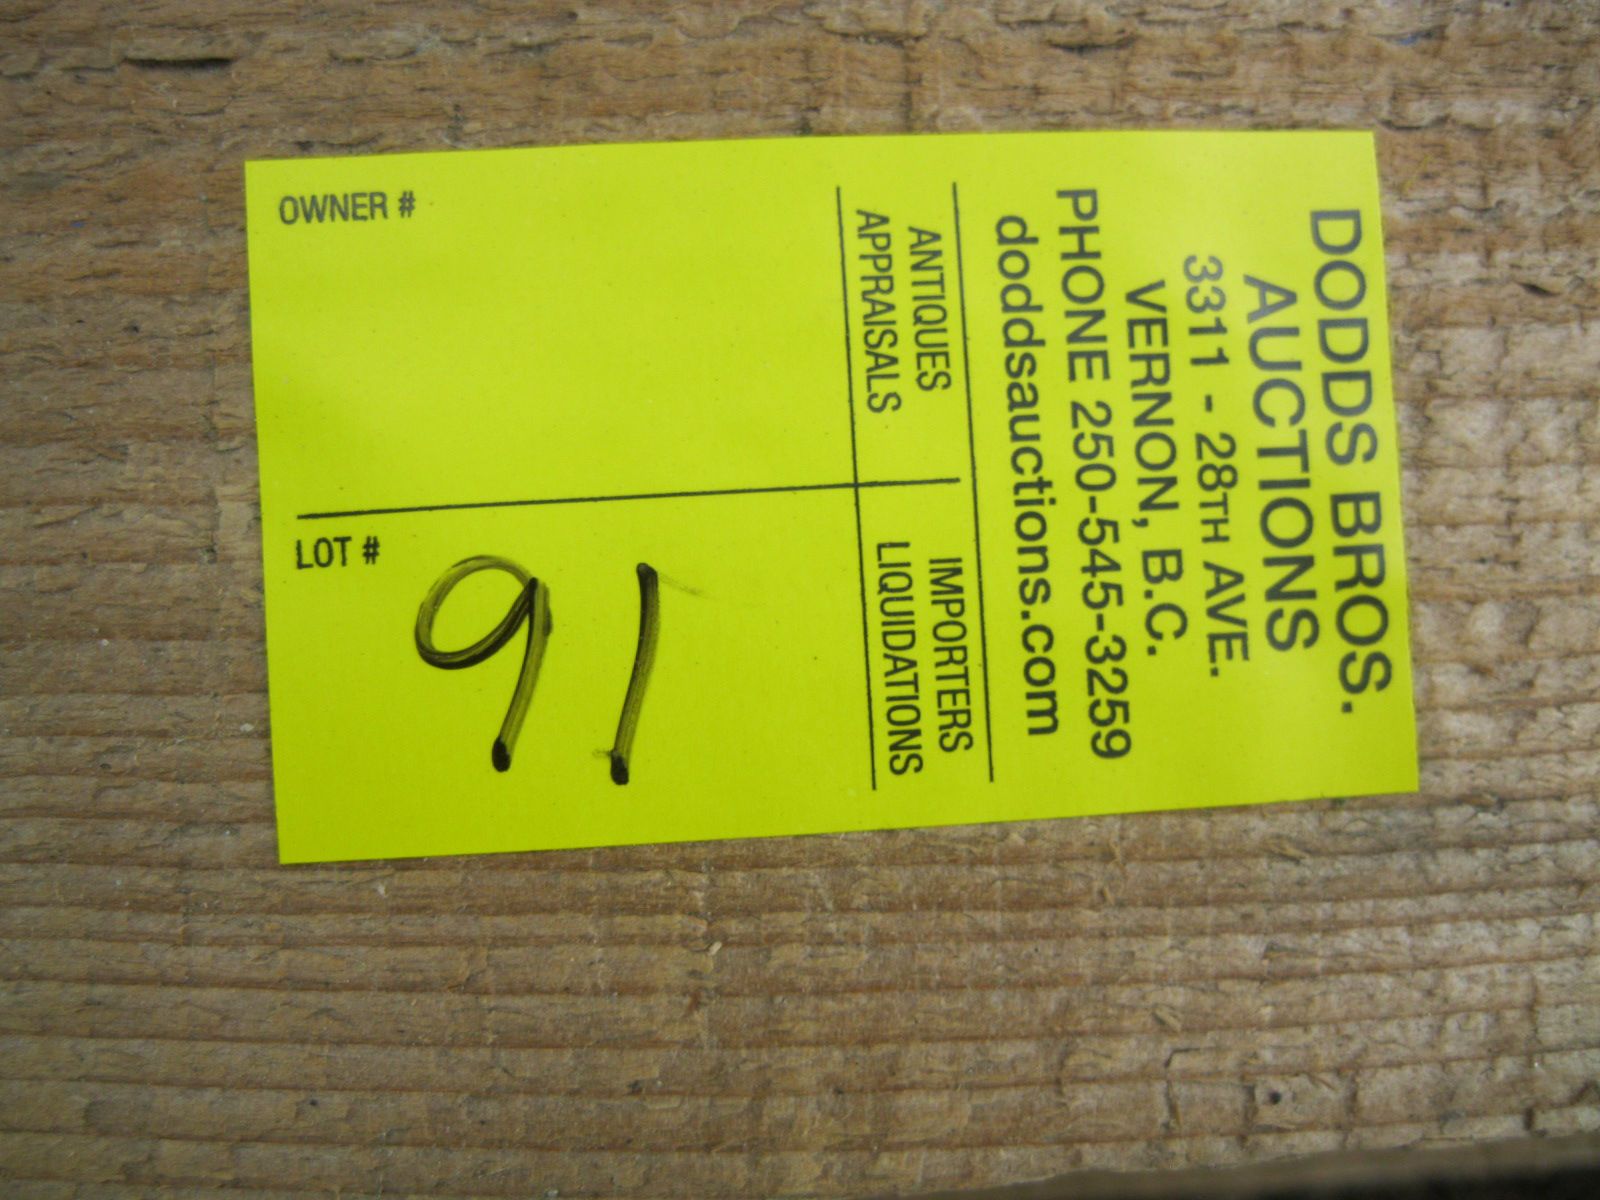 DODDS BROS.
AUCTIONS
3311 - 28TH AVE.
VERNON, B.C.
PHONE 250-545-3259
doddsauctions.com
ANTIQUES IMPORTERS
APPRAISALS LIQUIDATIONS
OWNER #
LOT #
91